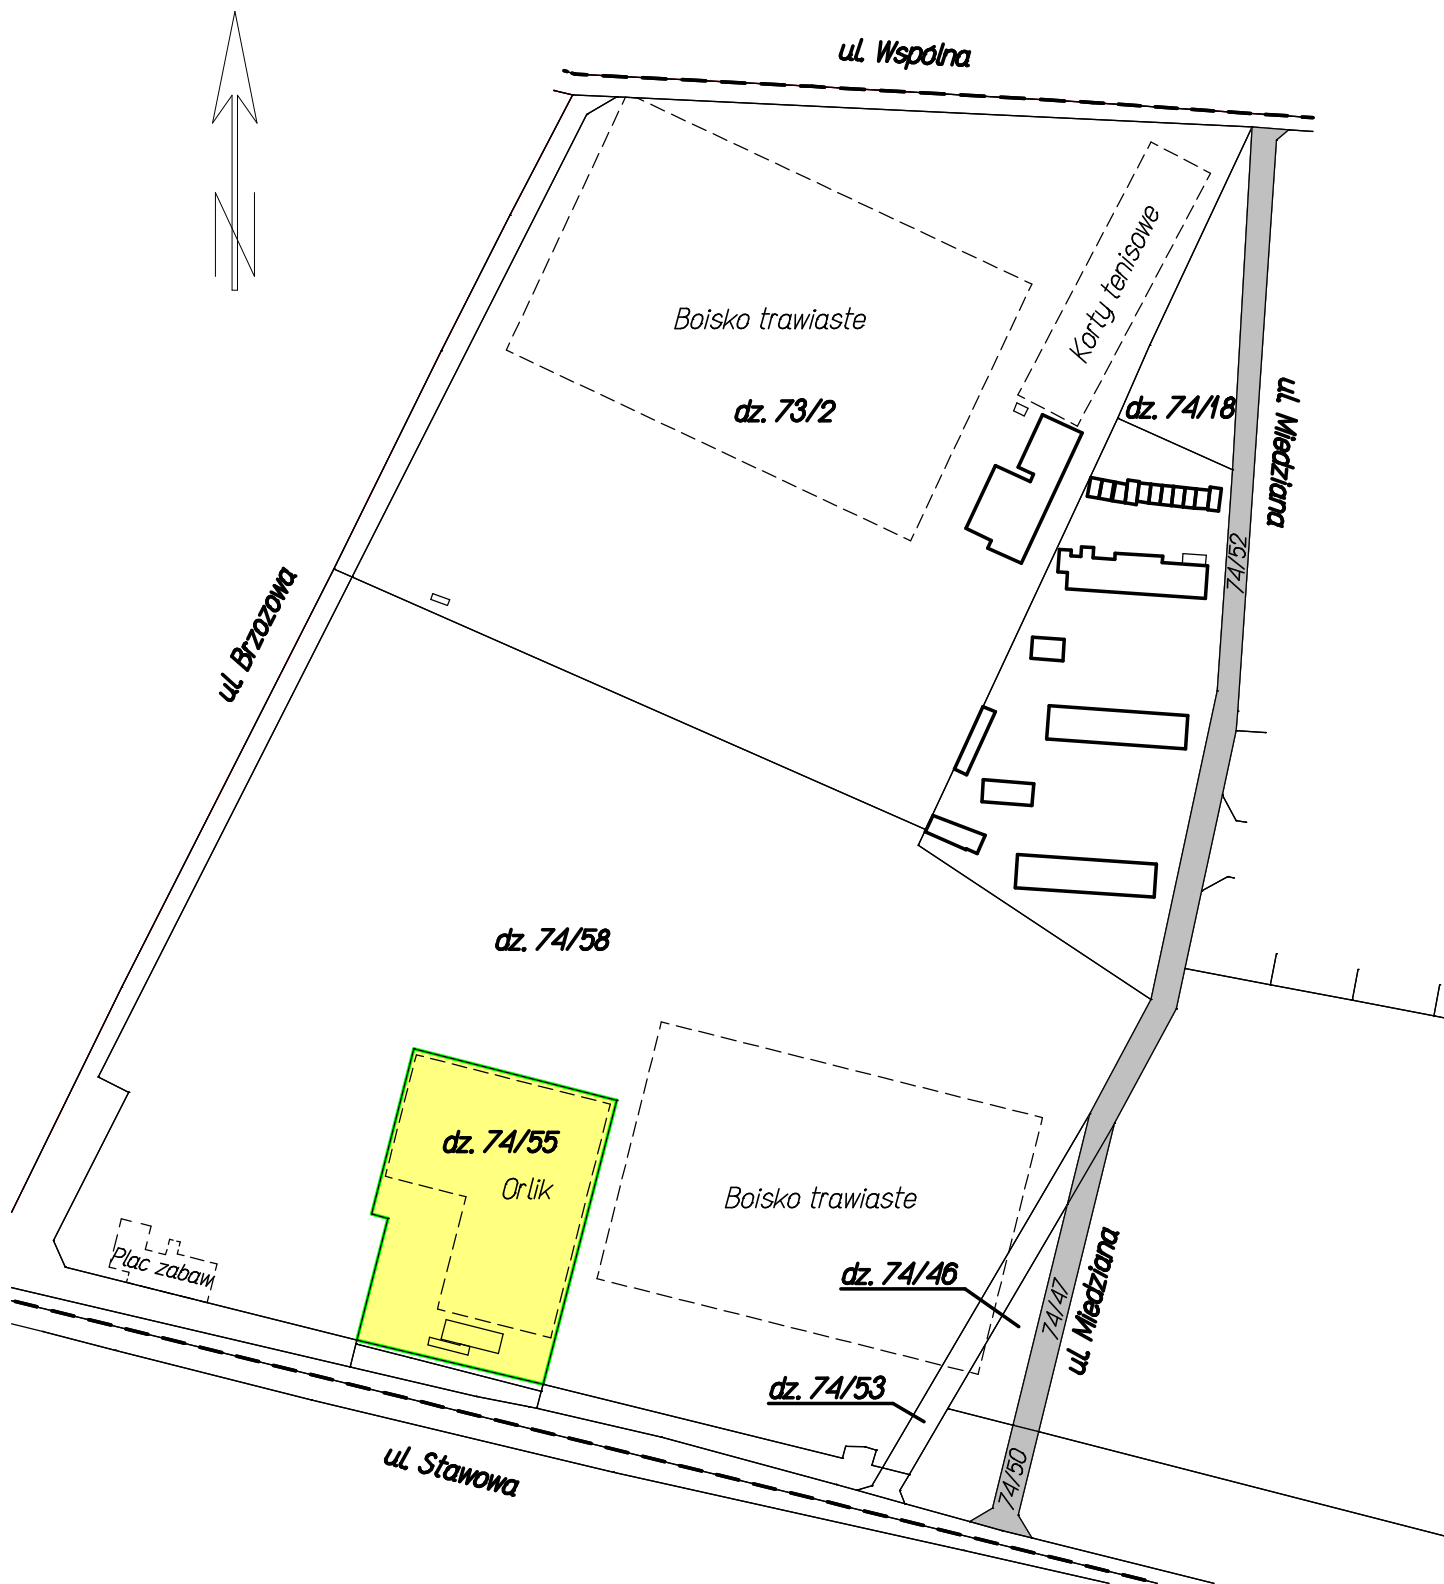 ul. Wspólna
N
Boisko trawiaste
Korty tenisowe
dz. 73/2
dz. 74/18
ul. Miedziana
74/52
ul. Brzozowa
dz. 74/58
dz. 74/55
Orlik
Boisko trawiaste
Plac zabaw
dz. 74/46
74/47
ul. Miedziana
dz. 74/53
74/50
ul. Stawowa